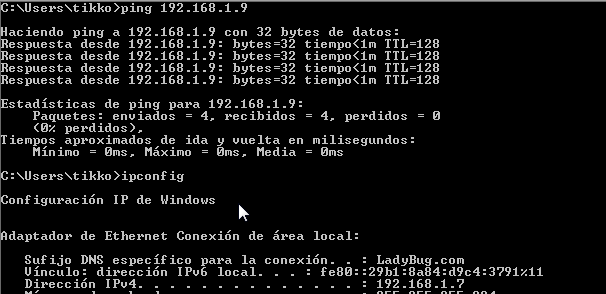 C:\Users\tikko>ping 192.168.1.9
Haciendo ping a 192.168.1.9 con 32 bytes de datos:
Respuesta desde 192.168.1.9: bytes=32 tiempo<1m TTL=128
Respuesta desde 192.168.1.9: bytes=32 tiempo<1m TTL=128
Respuesta desde 192.168.1.9: bytes=32 tiempo<1m TTL=128
Respuesta desde 192.168.1.9: bytes=32 tiempo<1m TTL=128
Estadísticas de ping para 192.168.1.9:
Paquetes: enviados = 4, recibidos = 4, perdidos = 0
(0% perdidos),
Tiempos aproximados de ida y vuelta en milisegundos:
Mínimo = 0ms, Máximo = 0ms, Media = 0ms
C:\Users\tikko>ipconfig
Configuración IP de Windows
Adaptador de Ethernet Conexión de área local:
Sufijo DNS específico para la conexión. . : LadyBug.com
Vínculo: dirección IPv6 local. . . : fe80::29b1:8a84:d9c4:3791%11
Dirección IPv4. . . . . . . . . . . . . . : 192.168.1.7